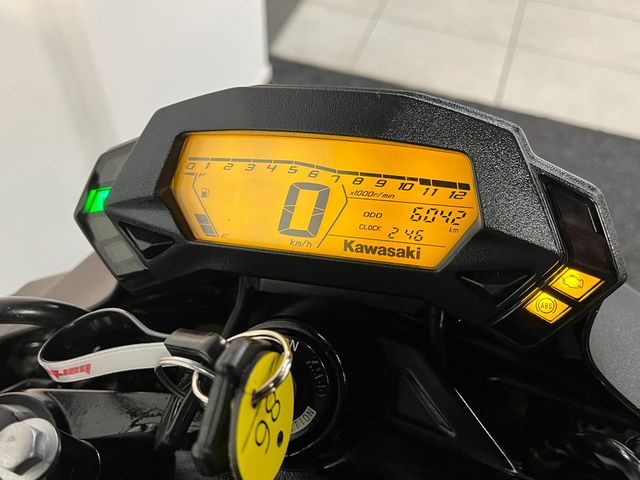 0 1 2 3 4 5 6 7 8 9 10 11 12
x1000r/min
F
0
km/h
E
ODO 6042 km
CLOCK 2:46
Kawasaki
ABS
98.